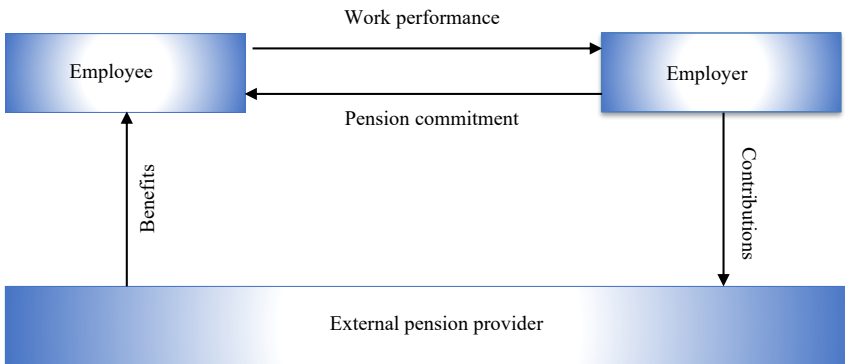 Work performance
Employee
Employer
Pension commitment
Benefits
Contributions
External pension provider